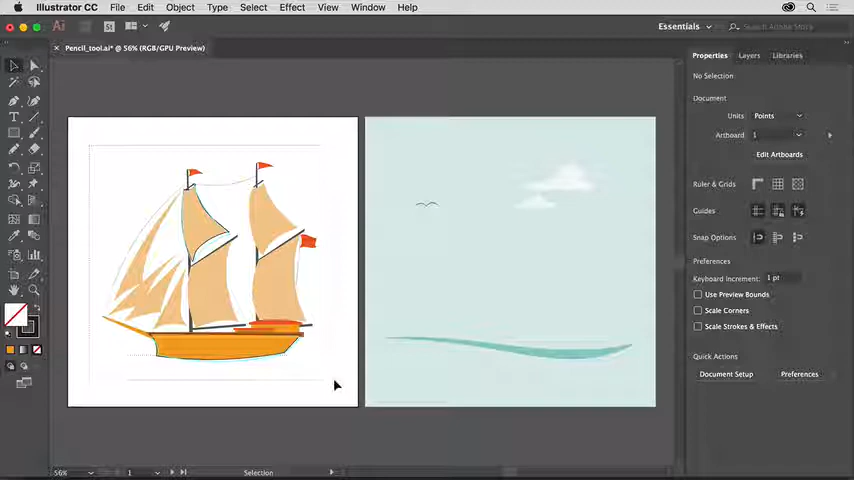 Illustrator CC File Edit Object Type Select Effect View Window Help
Ai St Essentials Search Adobe Stock
Pencil_tool.ai* @ 56% (RGB/GPU Preview)
Properties Layers Libraries
No Selection
Document
Units Points
Artboard 1
Edit Artboards
Ruler & Grids
Guides
Snap Options
Preferences
Keyboard Increment: 1 pt
Use Preview Bounds
Scale Corners
Scale Strokes & Effects
Quick Actions
Document Setup Preferences
56% 1 Selection